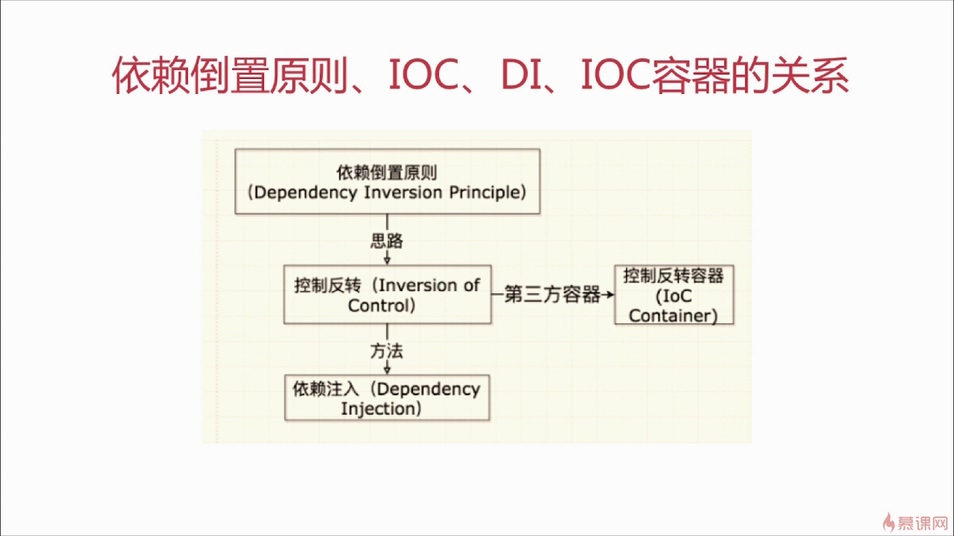 依赖倒置原则、IOC、DI、IOC容器的关系
依赖倒置原则
（Dependency Inversion Principle）
思路
控制反转（Inversion of
Control）
第三方容器
控制反转容器
(IoC
Container)
方法
依赖注入（Dependency
Injection）
慕课网